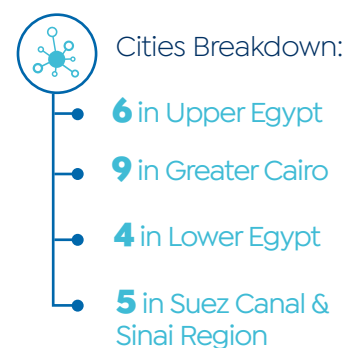 Cities Breakdown:
6 in Upper Egypt
9 in Greater Cairo
4 in Lower Egypt
5 in Suez Canal &
Sinai Region